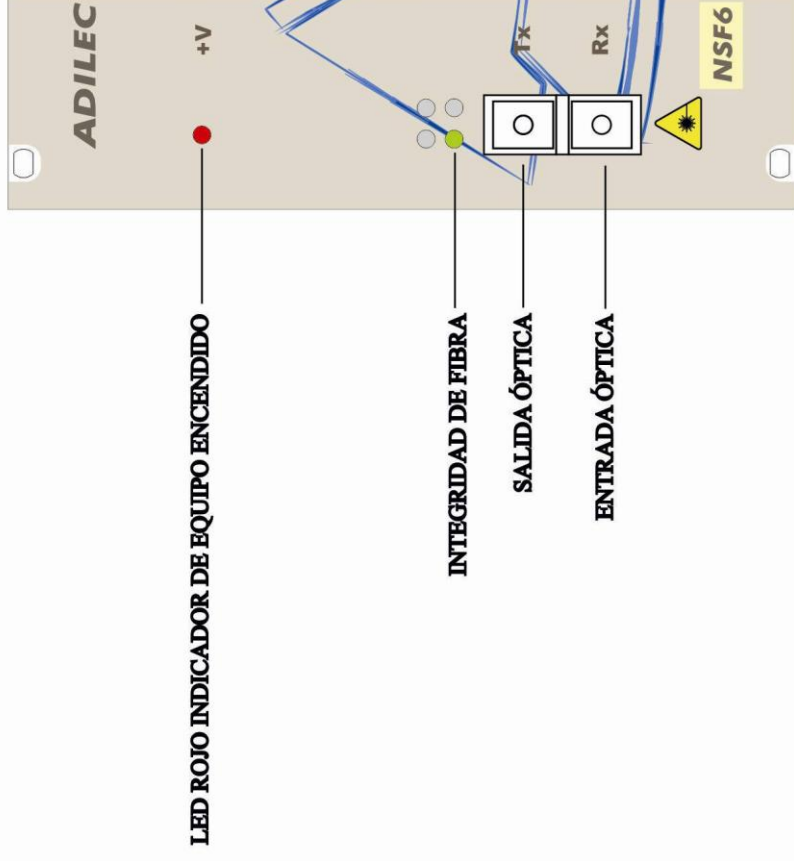 ADILEC
+V
Tx
Rx
NSF6
LED ROJO INDICADOR DE EQUIPO ENCENDIDO
INTEGRIDAD DE FIBRA
SALIDA ÓPTICA
ENTRADA ÓPTICA